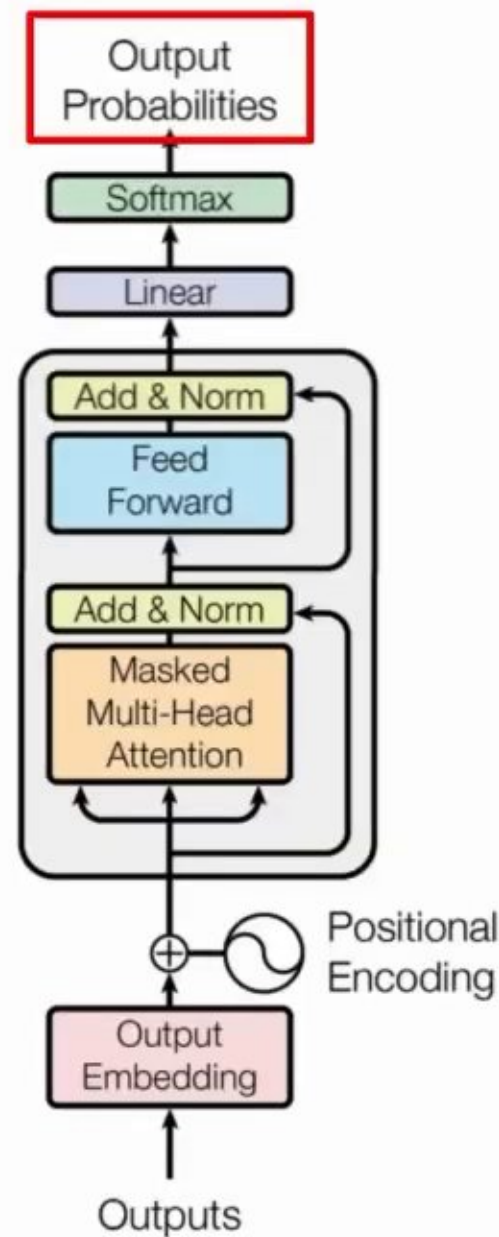 Output
Probabilities
Softmax
Linear
Add & Norm
Feed
Forward
Add & Norm
Masked
Multi-Head
Attention
Positional
Encoding
Output
Embedding
Outputs